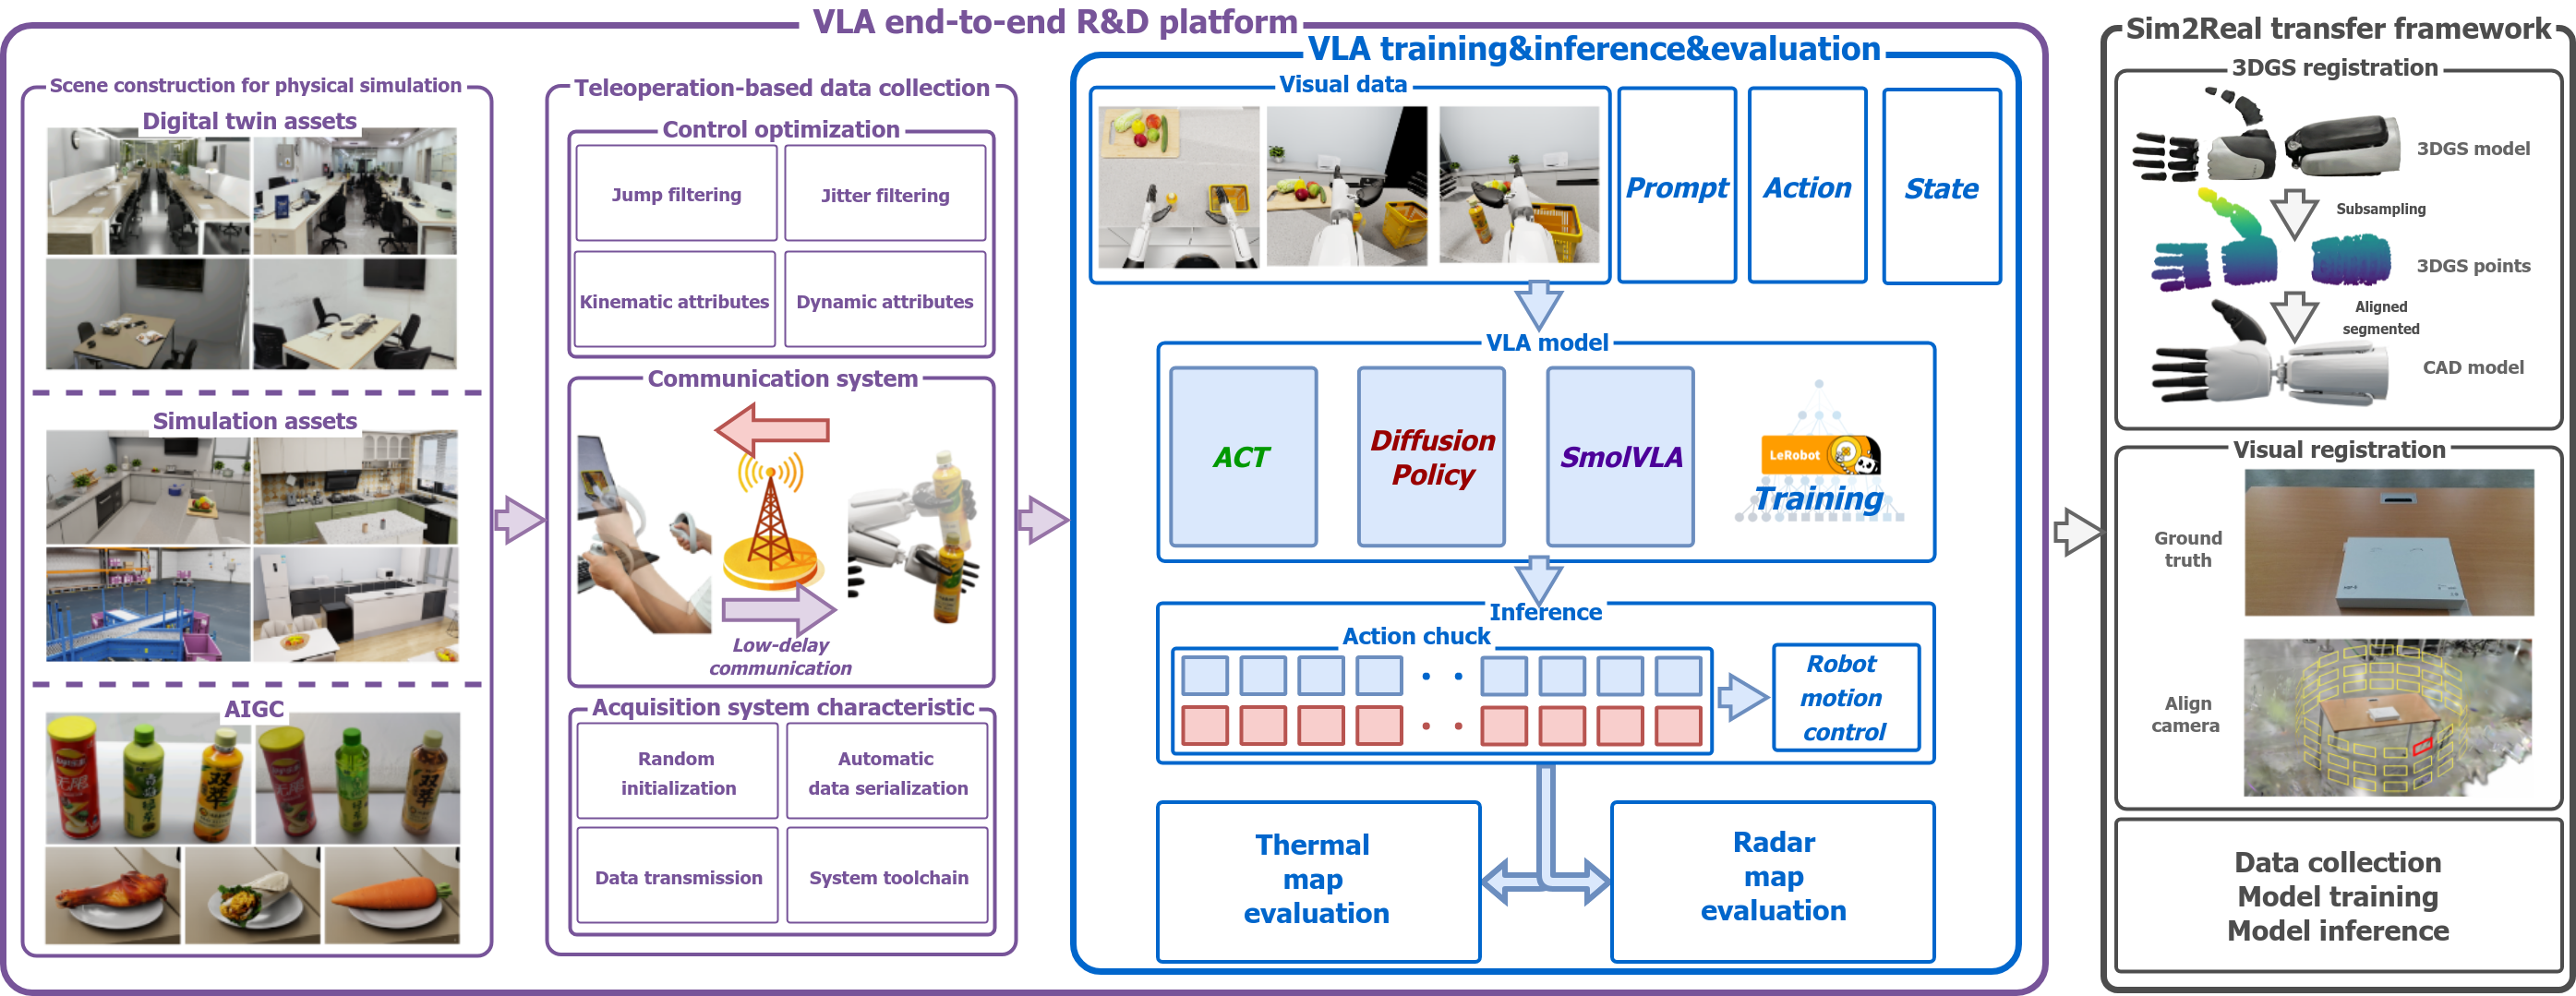 VLA end-to-end R&D platform
Scene construction for physical simulation
Digital twin assets
Simulation assets
AIGC
无限
双萃
Teleoperation-based data collection
Control optimization
Jump filtering
Jitter filtering
Kinematic attributes
Dynamic attributes
Communication system
Low-delay
communication
Acquisition system characteristic
Random
initialization
Automatic
data serialization
Data transmission
System toolchain
VLA training&inference&evaluation
Visual data
Prompt
Action
State
VLA model
ACT
Diffusion
Policy
SmolVLA
LeRobot
Training
Inference
Action chuck
Robot
motion
control
Thermal
map
evaluation
Radar
map
evaluation
Sim2Real transfer framework
3DGS registration
3DGS model
Subsampling
3DGS points
Aligned
segmented
CAD model
Visual registration
Ground
truth
Align
camera
Data collection
Model training
Model inference